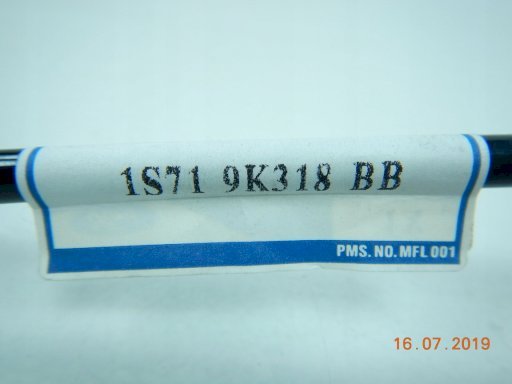 1S71 9K318 BB
PMS. NO. MFL 001
16.07.2019